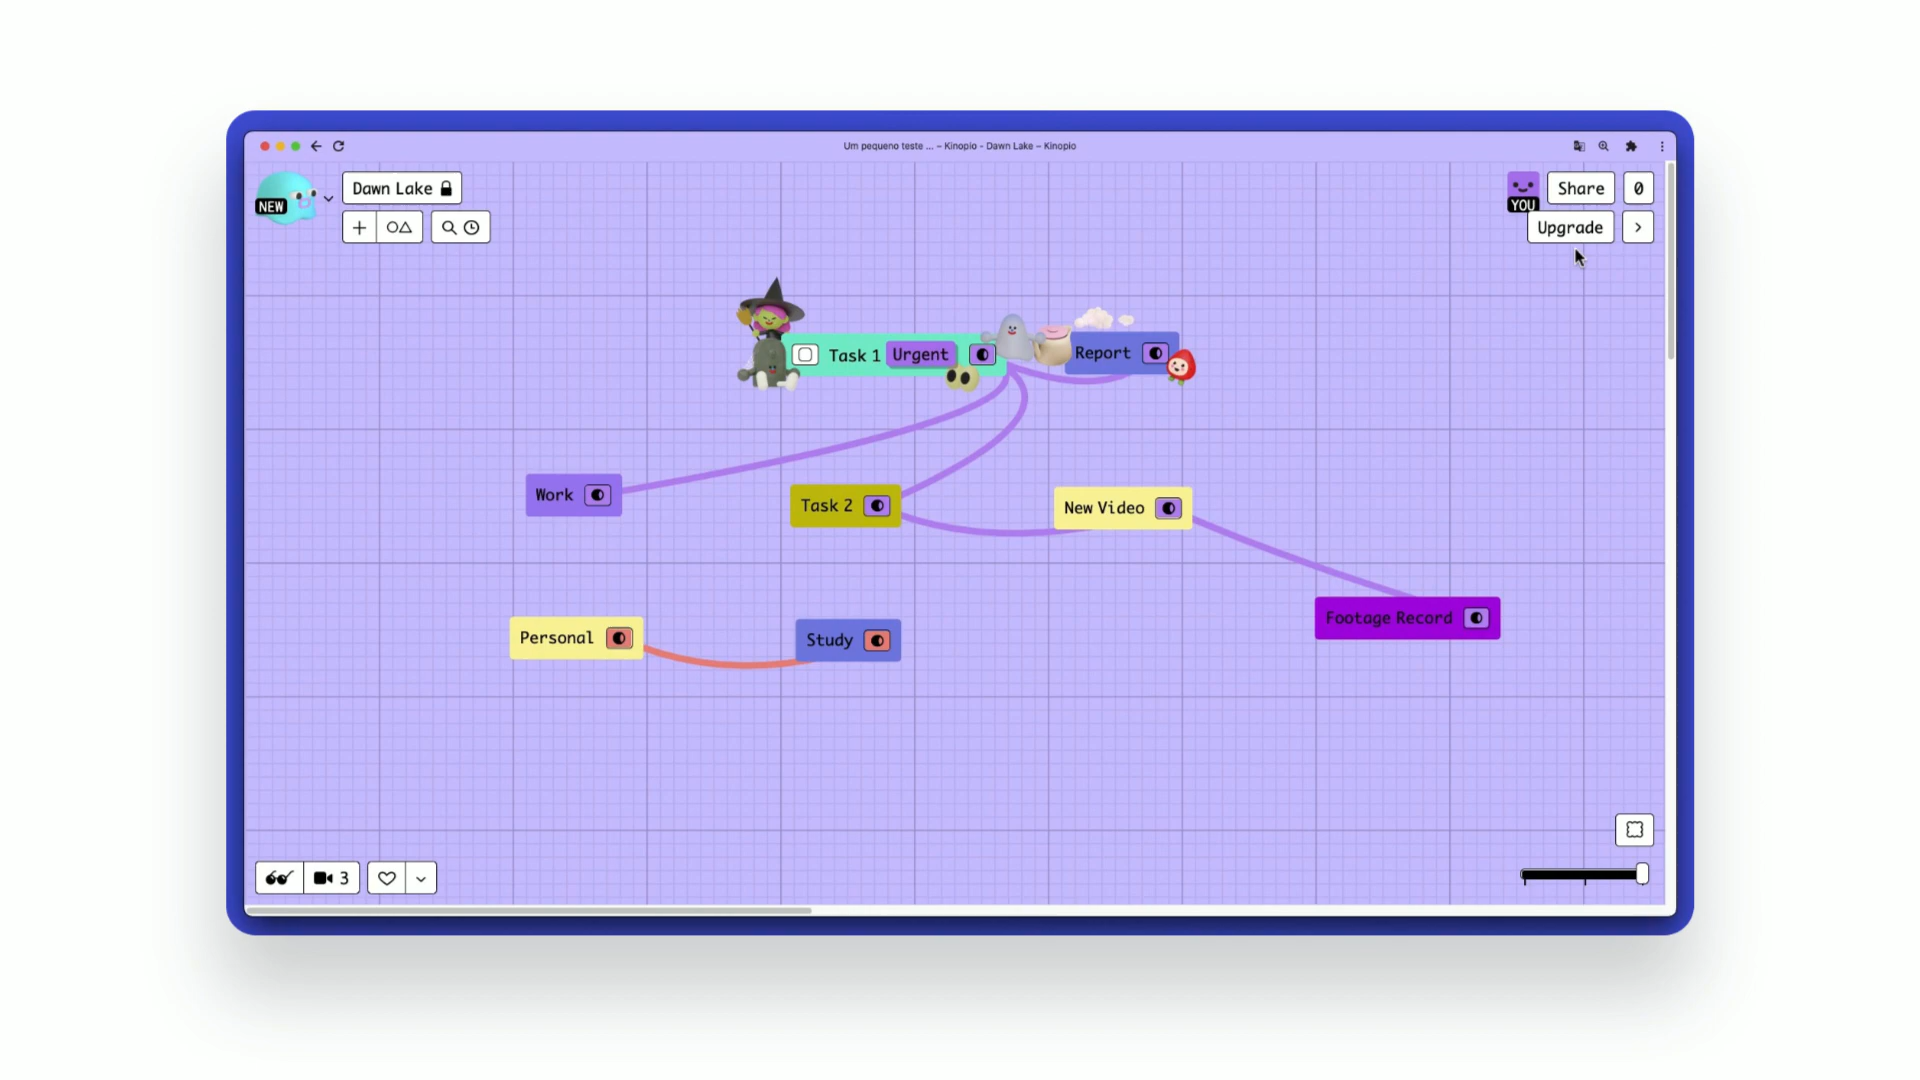 Um pequeno teste ... – Kinopio - Dawn Lake – Kinopio
NEW
Dawn Lake
YOU
Share
0
Upgrade
Task 1 Urgent
Report
Work
Task 2
New Video
Footage Record
Personal
Study
3